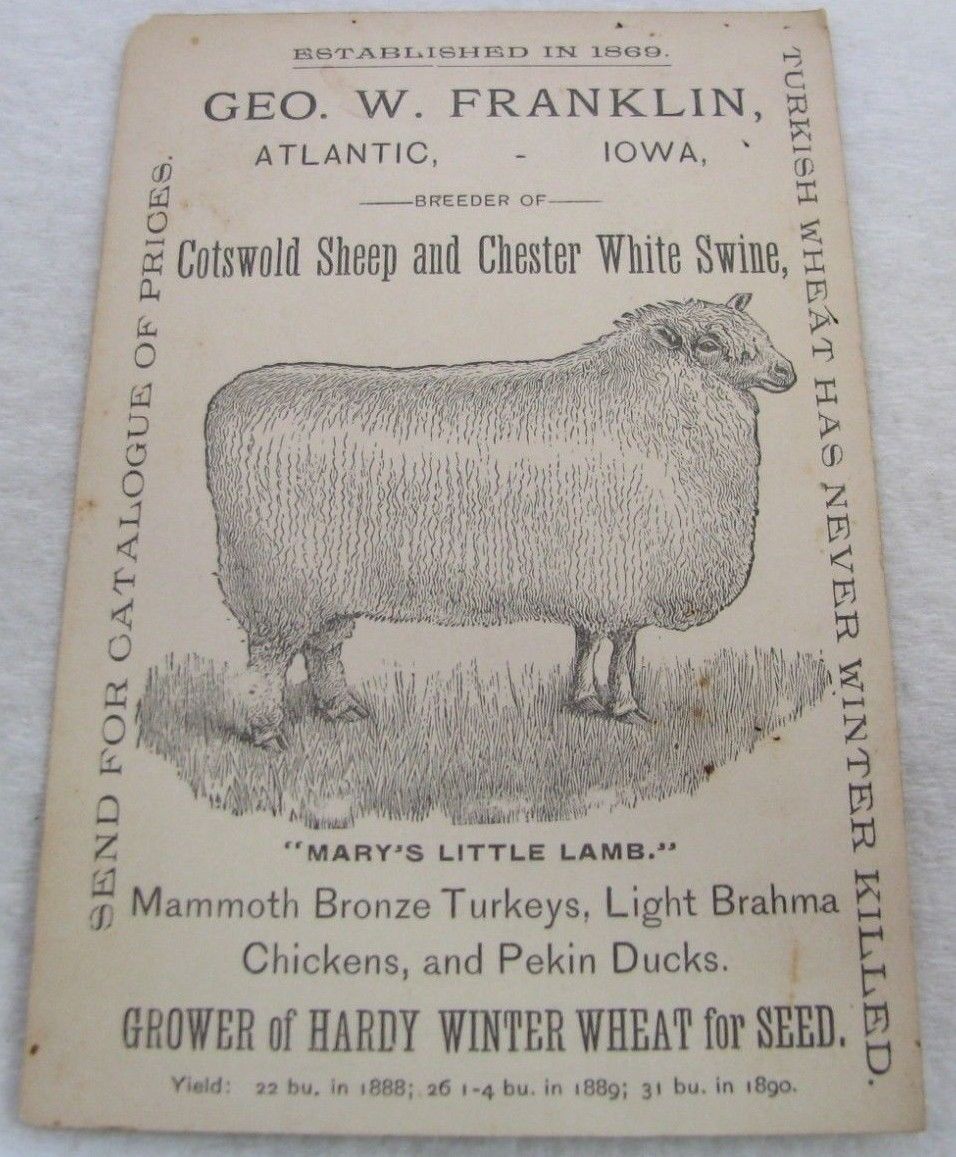 ESTABLISHED IN 1869.
GEO. W. FRANKLIN,
ATLANTIC, - IOWA,
BREEDER OF
Cotswold Sheep and Chester White Swine,
SEND FOR CATALOGUE OF PRICES.
TURKISH WHEAT HAS NEVER WINTER KILLED.
"MARY'S LITTLE LAMB."
Mammoth Bronze Turkeys, Light Brahma
Chickens, and Pekin Ducks.
GROWER of HARDY WINTER WHEAT for SEED.
Yield: 22 bu. in 1888; 26 1-4 bu. in 1889; 31 bu. in 1890.